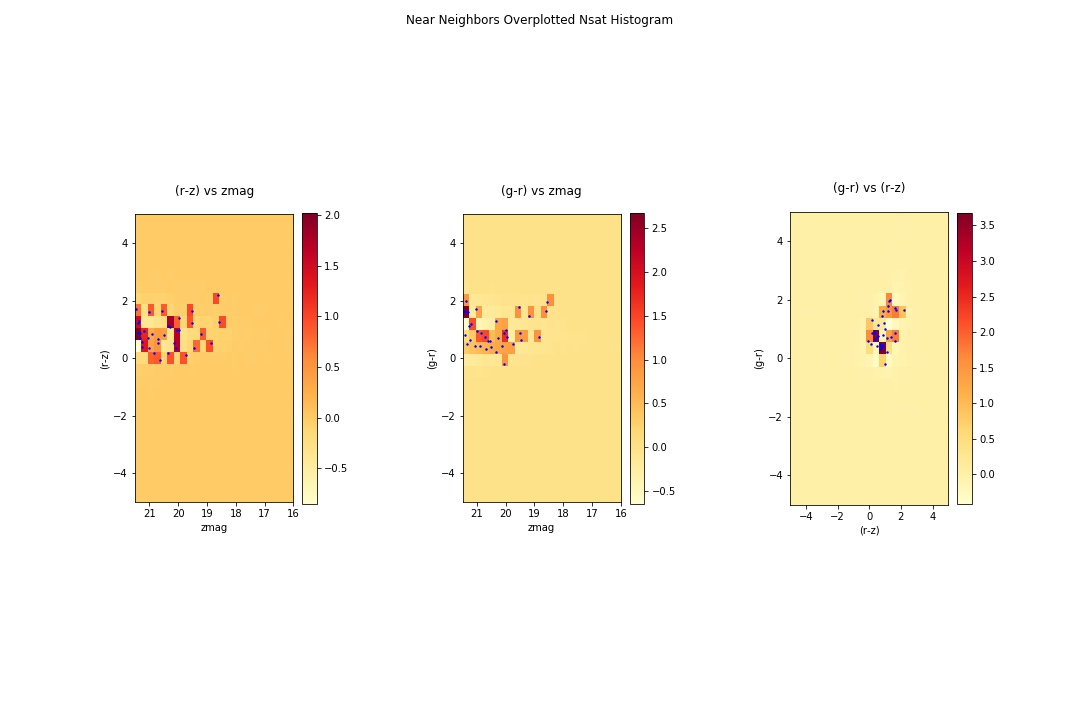 Near Neighbors Overplotted Nsat Histogram
(r-z) vs zmag
(r-z)
4
2
0
−2
−4
21 20 19 18 17 16
zmag
2.0
1.5
1.0
0.5
0.0
−0.5
(g-r) vs zmag
(g-r)
4
2
0
−2
−4
21 20 19 18 17 16
zmag
2.5
2.0
1.5
1.0
0.5
0.0
−0.5
(g-r) vs (r-z)
(g-r)
4
2
0
−2
−4
−4 −2 0 2 4
(r-z)
3.5
3.0
2.5
2.0
1.5
1.0
0.5
0.0